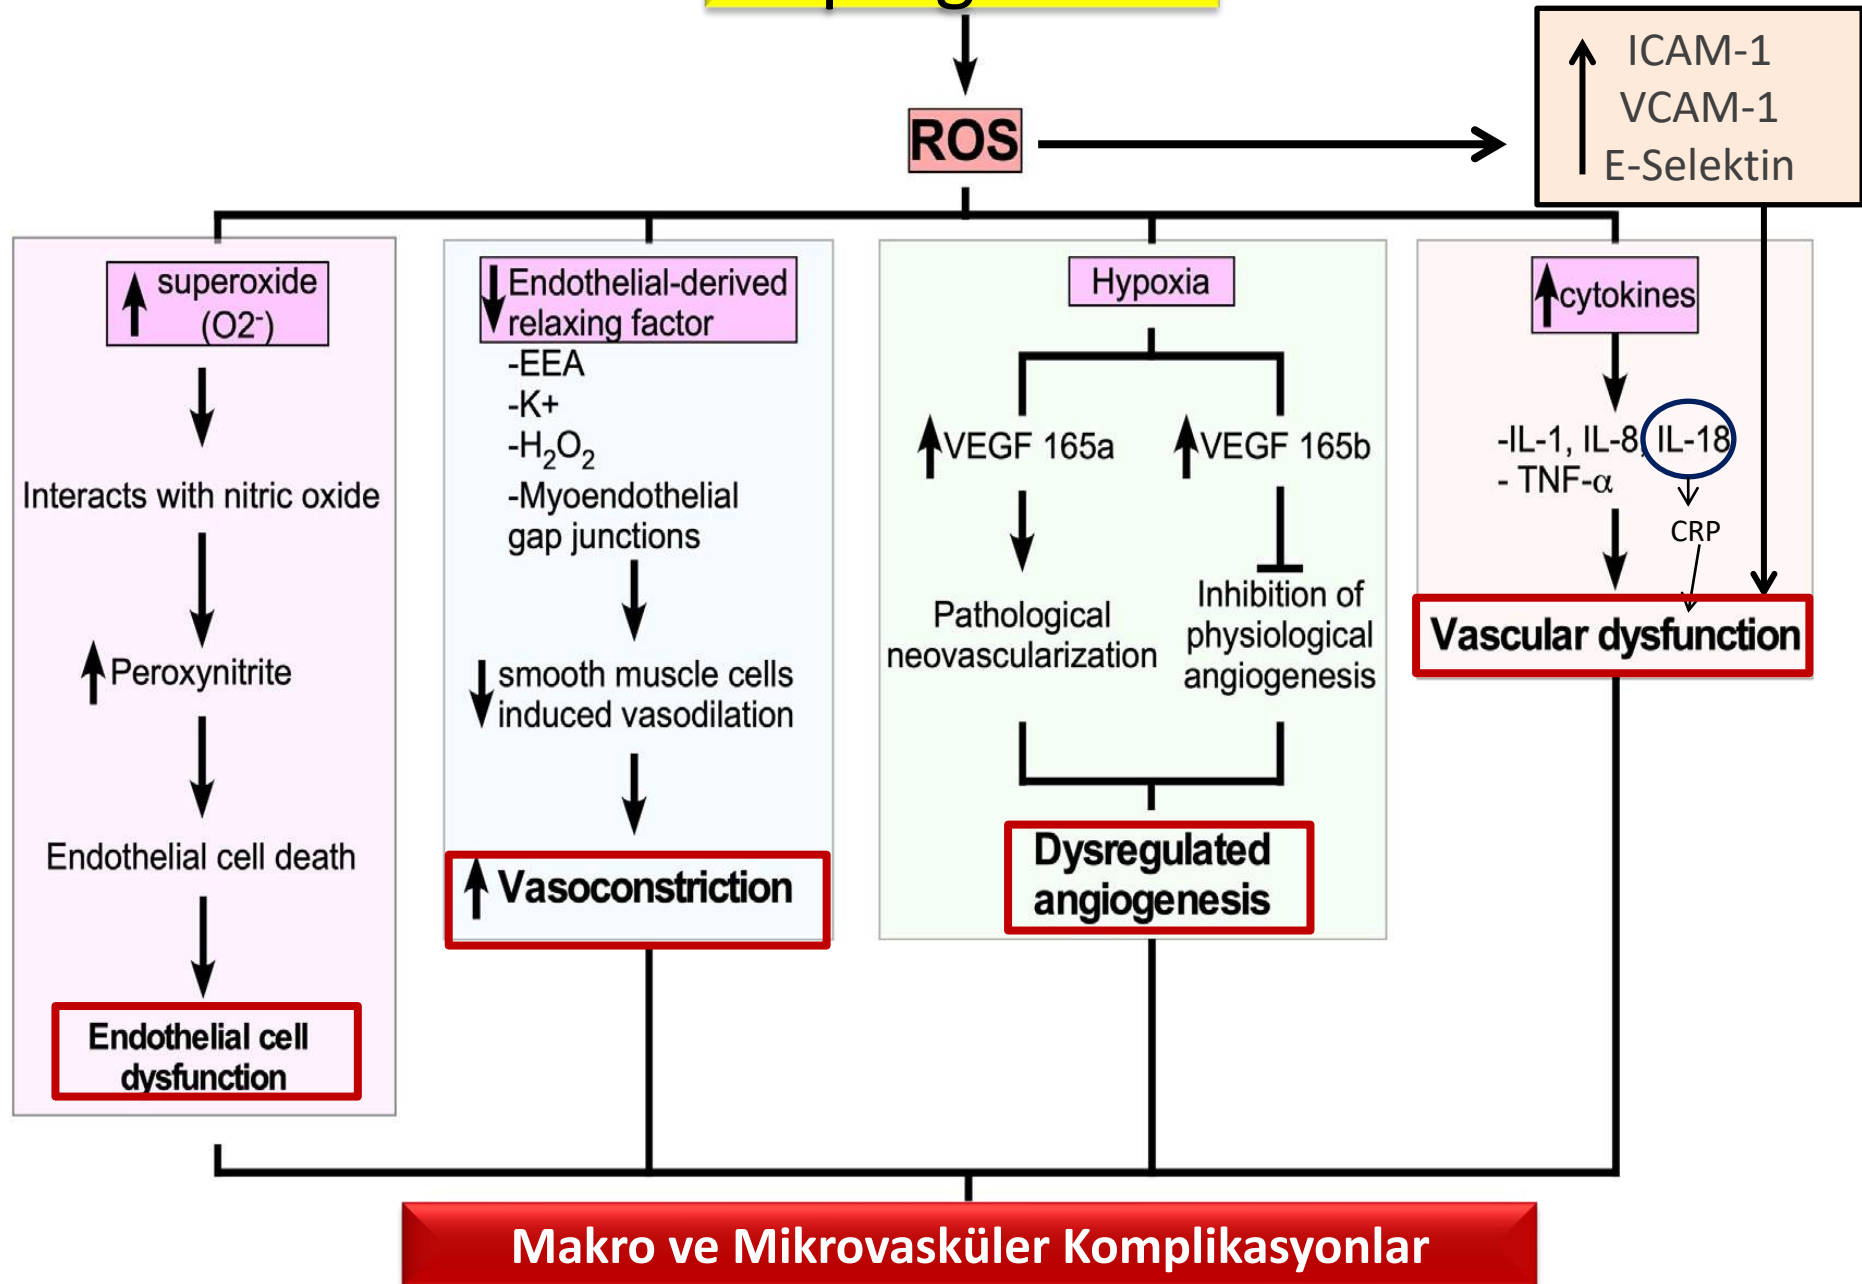 ROS
ICAM-1
VCAM-1
E-Selektin
superoxide
(O2⁻)
Interacts with nitric oxide
Peroxynitrite
Endothelial cell death
Endothelial cell
dysfunction
Endothelial-derived
relaxing factor
-EEA
-K+
-H₂O₂
-Myoendothelial
gap junctions
smooth muscle cells
induced vasodilation
Vasoconstriction
Hypoxia
VEGF 165a
VEGF 165b
Pathological
neovascularization
Inhibition of
physiological
angiogenesis
Dysregulated
angiogenesis
cytokines
-IL-1, IL-8, IL-18
- TNF-α
CRP
Vascular dysfunction
Makro ve Mikrovasküler Komplikasyonlar